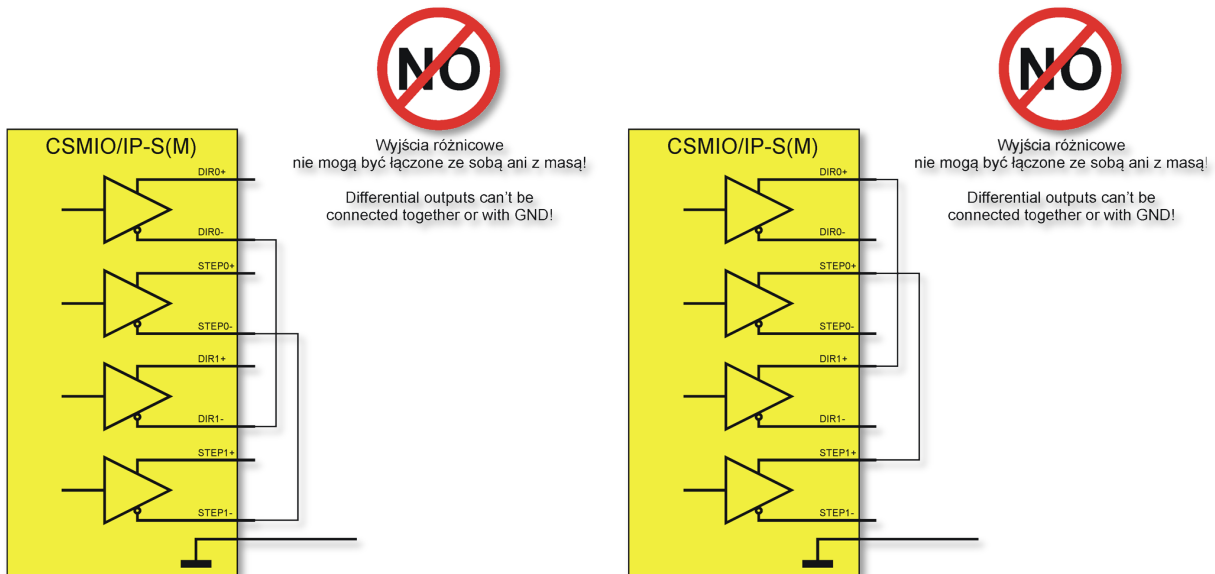 NO
Wyjścia różnicowe
nie mogą być łączone ze sobą ani z masą!
Differential outputs can't be
connected together or with GND!
CSMIO/IP-S(M)
DIR0+
DIR0-
STEP0+
STEP0-
DIR1+
DIR1-
STEP1+
STEP1-
NO
Wyjścia różnicowe
nie mogą być łączone ze sobą ani z masą!
Differential outputs can't be
connected together or with GND!
CSMIO/IP-S(M)
DIR0+
DIR0-
STEP0+
STEP0-
DIR1+
DIR1-
STEP1+
STEP1-